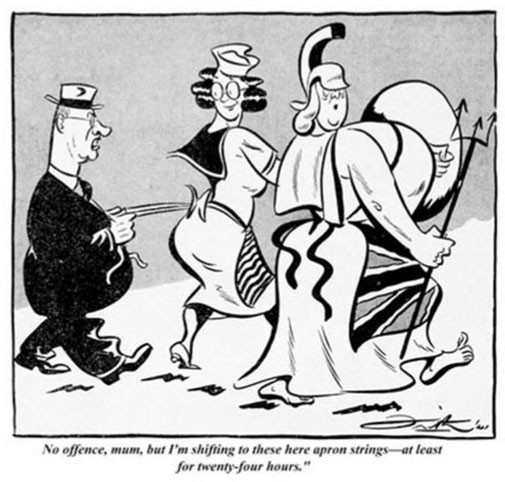 No offence, mum, but I'm shifting to these here apron strings—at least
for twenty-four hours."